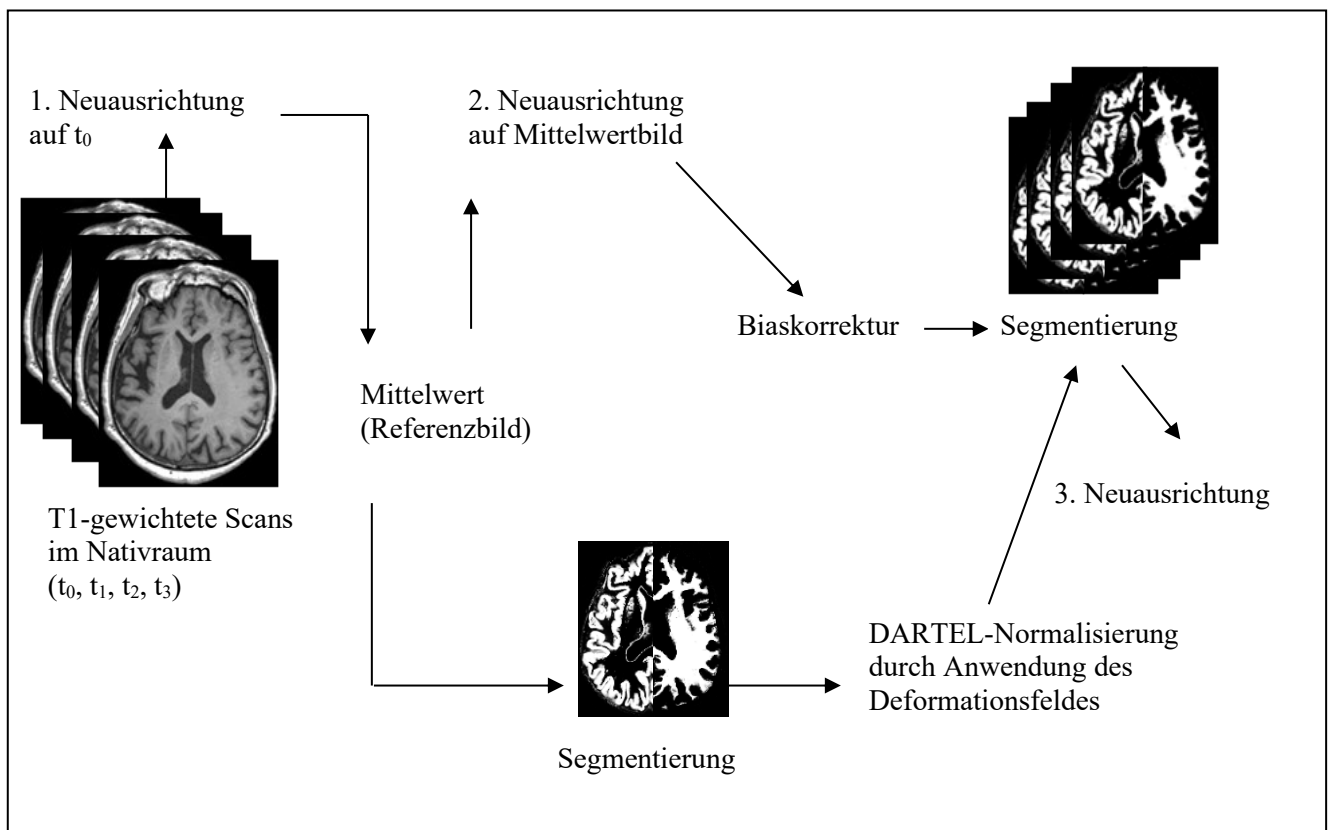 1. Neuausrichtung
auf t₀
2. Neuausrichtung
auf Mittelwertbild
Biaskorrektur
Segmentierung
Mittelwert
(Referenzbild)
3. Neuausrichtung
T1-gewichtete Scans
im Nativraum
(t₀, t₁, t₂, t₃)
DARTEL-Normalisierung
durch Anwendung des
Deformationsfeldes
Segmentierung